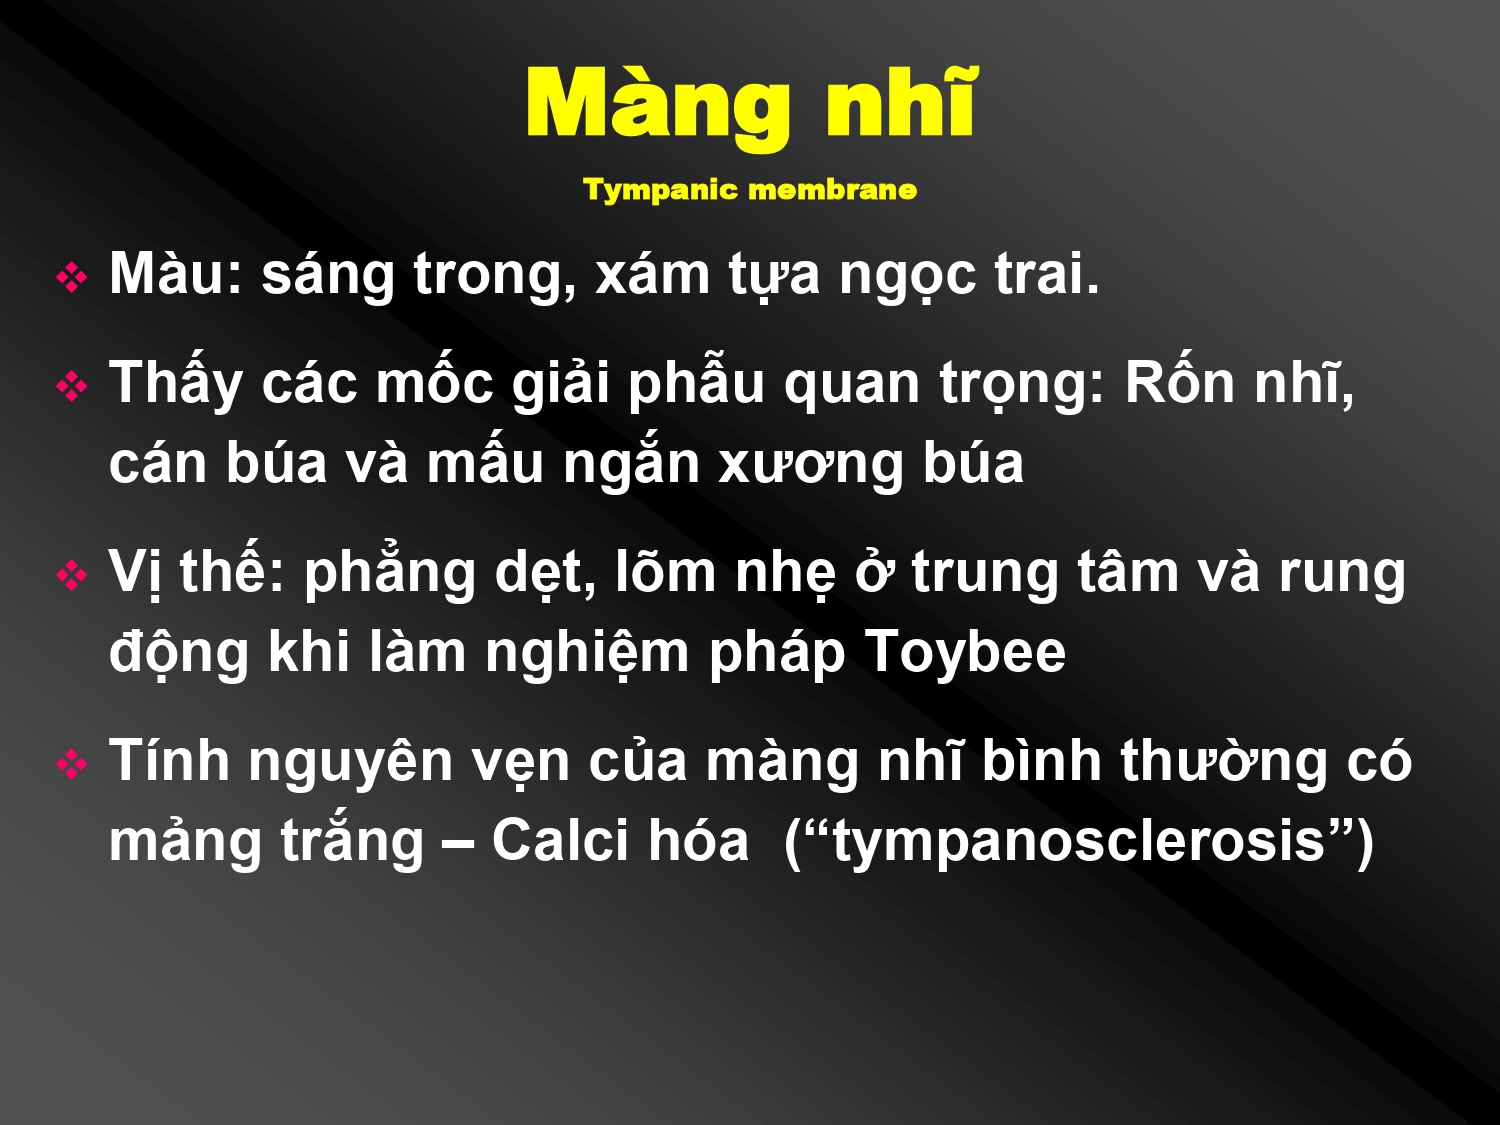 Màng nhĩ
Tympanic membrane
❖ Màu: sáng trong, xám tựa ngọc trai.
❖ Thấy các mốc giải phẫu quan trọng: Rốn nhĩ,
cán búa và mấu ngắn xương búa
❖ Vị thế: phẳng dẹt, lõm nhẹ ở trung tâm và rung
động khi làm nghiệm pháp Toybee
❖ Tính nguyên vẹn của màng nhĩ bình thường có
mảng trắng – Calci hóa (“tympanosclerosis”)